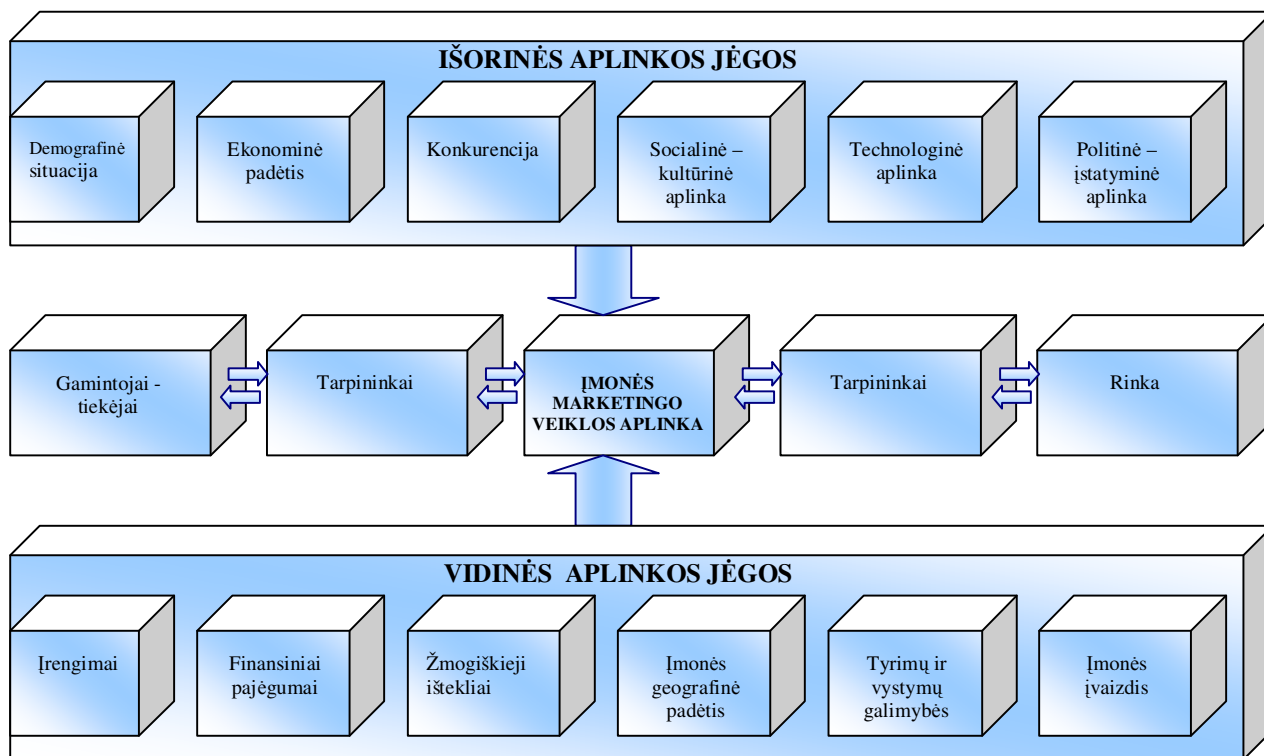 IŠORINĖS APLINKOS JĖGOS
Demografinė
situacija
Ekonominė
padėtis
Konkurencija
Socialinė –
kultūrinė
aplinka
Technologinė
aplinka
Politinė –
įstatyminė
aplinka
Gamintojai -
tiekėjai
Tarpininkai
ĮMONĖS
MARKETINGO
VEIKLOS APLINKA
Tarpininkai
Rinka
VIDINĖS APLINKOS JĖGOS
Įrengimai
Finansiniai
pajėgumai
Žmogiškieji
ištekliai
Įmonės
geografinė
padėtis
Tyrimų ir
vystymų
galimybės
Įmonės
įvaizdis